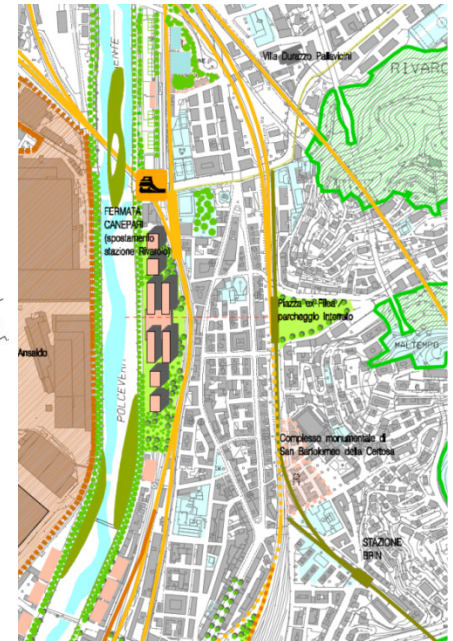 Villa Durazzo Pallavicini
RIVARO
FERMATA
CANEPARI
(spostamento
stazione Rivarolo)
Piazza ex Filea
parcheggio interrato
MALTEMPO
Ansaldo
POLCEVERA
Complesso monumentale di
San Bartolomeo della Certosa
STAZIONE
BRIN